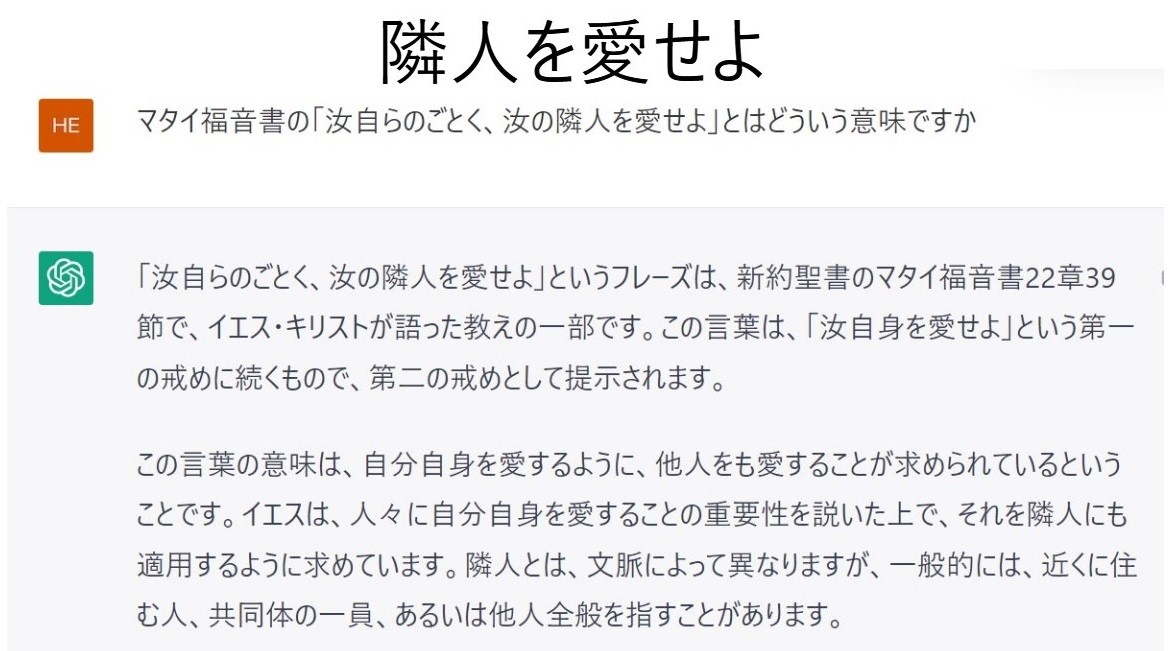 隣人を愛せよ
HE
マタイ福音書の「汝自らのごとく、汝の隣人を愛せよ」とはどういう意味ですか
「汝自らのごとく、汝の隣人を愛せよ」というフレーズは、新約聖書のマタイ福音書22章39
節で、イエス・キリストが語った教えの一部です。この言葉は、「汝自身を愛せよ」という第一
の戒めに続くもので、第二の戒めとして提示されます。
この言葉の意味は、自分自身を愛するように、他人をも愛することが求められているという
ことです。イエスは、人々に自分自身を愛することの重要性を説いた上で、それを隣人にも
適用するように求めています。隣人とは、文脈によって異なりますが、一般的には、近くに住
む人、共同体の一員、あるいは他人全般を指すことがあります。